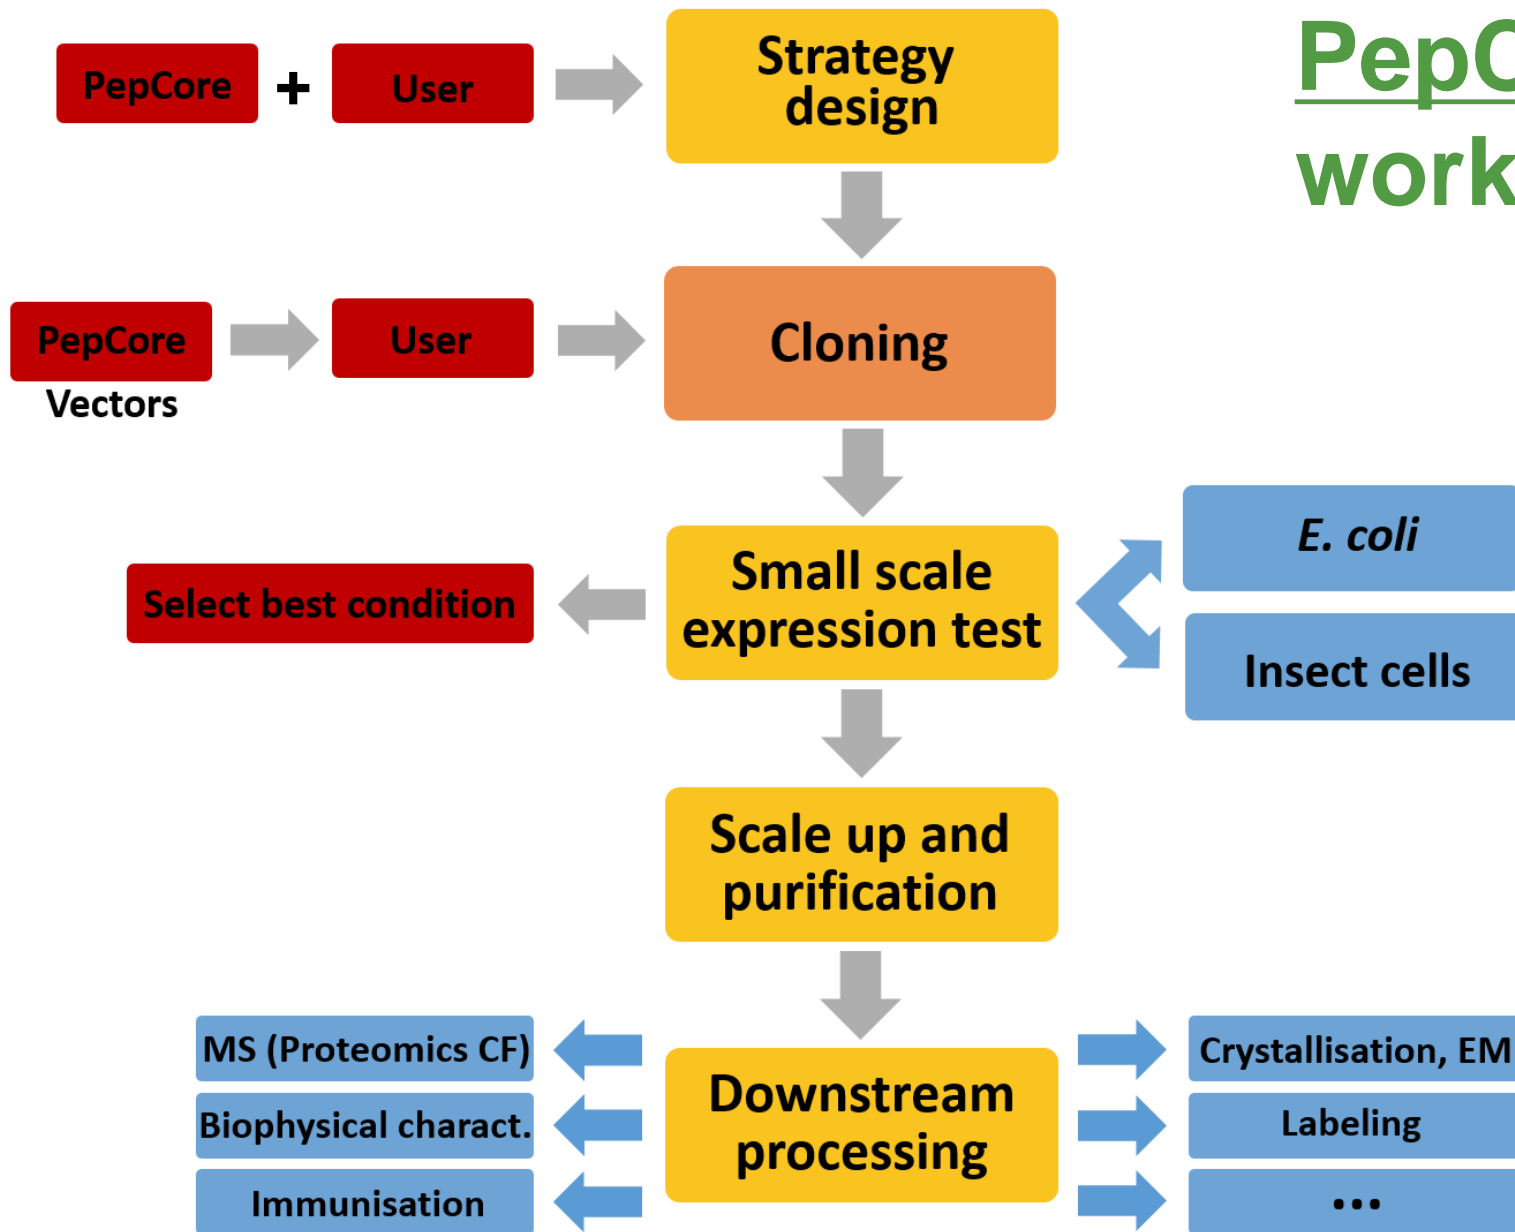 PepC
work
PepCore + User
Strategy
design
PepCore
Vectors
User
Cloning
Select best condition
Small scale
expression test
E. coli
Insect cells
Scale up and
purification
MS (Proteomics CF)
Biophysical charact.
Immunisation
Downstream
processing
Crystallisation, EM
Labeling
...